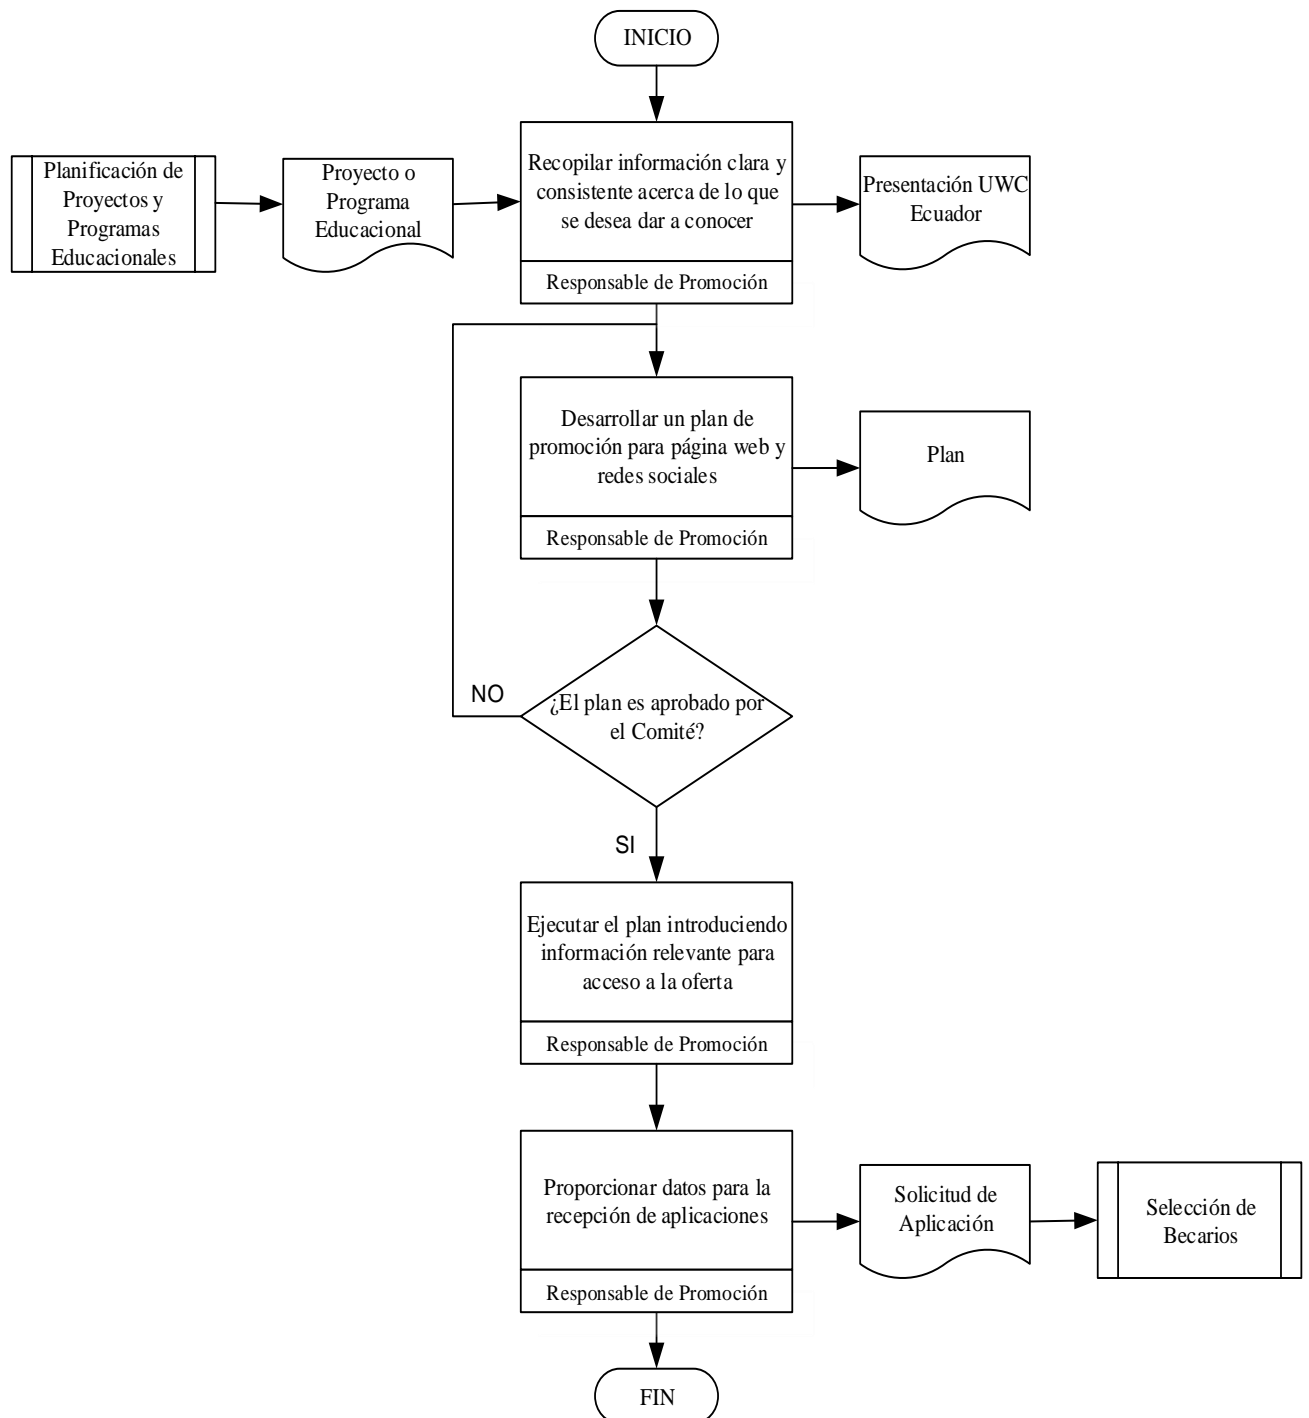 INICIO
Planificación de
Proyectos y
Programas
Educacionales
Proyecto o
Programa
Educacional
Recopilar información clara y
consistente acerca de lo que
se desea dar a conocer
Responsable de Promoción
Presentación UWC
Ecuador
Desarrollar un plan de
promoción para página web y
redes sociales
Responsable de Promoción
Plan
NO
¿El plan es aprobado por
el Comité?
SI
Ejecutar el plan introduciendo
información relevante para
acceso a la oferta
Responsable de Promoción
Proporcionar datos para la
recepción de aplicaciones
Responsable de Promoción
Solicitud de
Aplicación
Selección de
Becarios
FIN